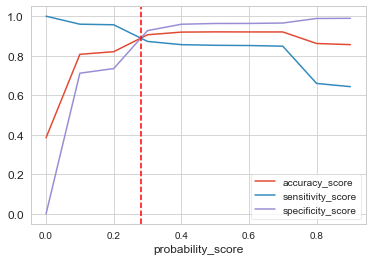 1.0
0.8
0.6
0.4
0.2
0.0
0.0 0.2 0.4 0.6 0.8
probability_score
accuracy_score
sensitivity_score
specificity_score